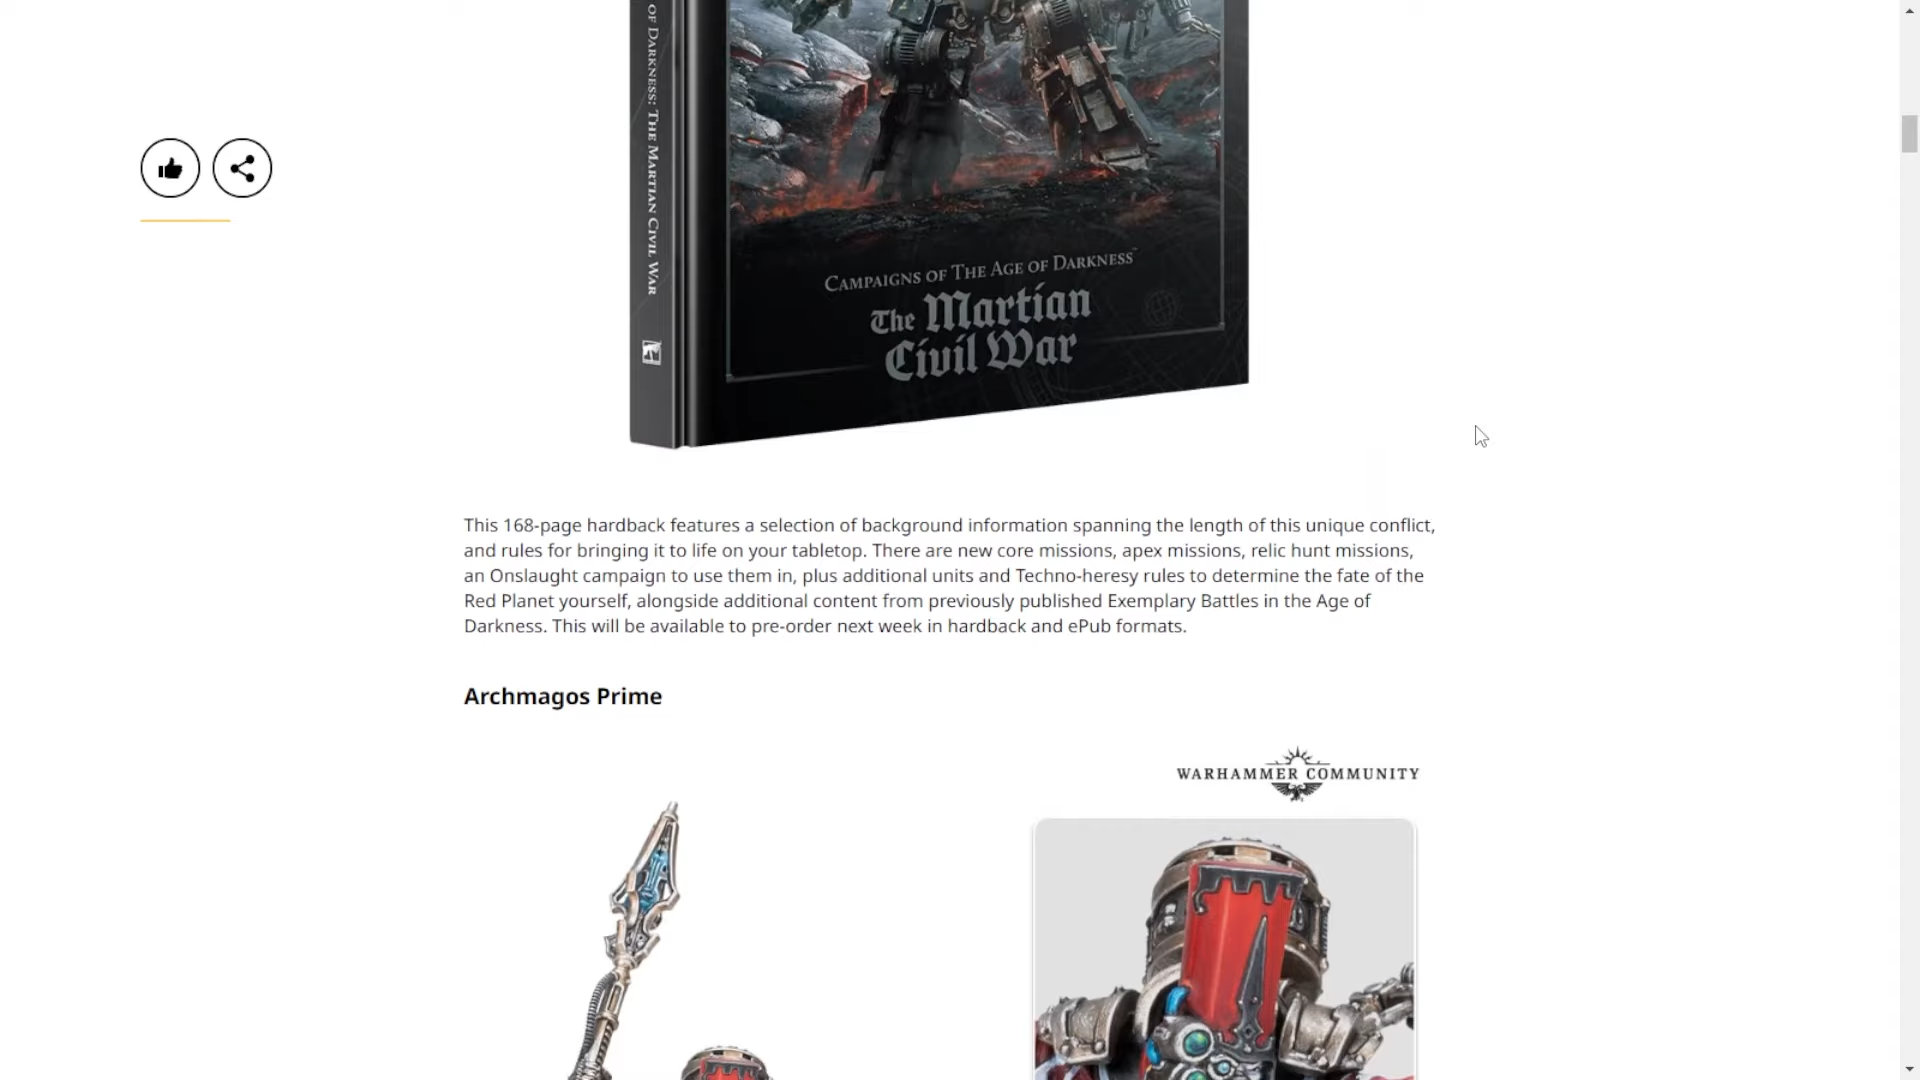 OF DARKNESS: THE MARTIAN CIVIL WAR
CAMPAIGNS OF THE AGE OF DARKNESS
The Martian
Civil War
This 168-page hardback features a selection of background information spanning the length of this unique conflict,
and rules for bringing it to life on your tabletop. There are new core missions, apex missions, relic hunt missions,
an Onslaught campaign to use them in, plus additional units and Techno-heresy rules to determine the fate of the
Red Planet yourself, alongside additional content from previously published Exemplary Battles in the Age of
Darkness. This will be available to pre-order next week in hardback and ePub formats.
Archmagos Prime
WARHAMMER COMMUNITY